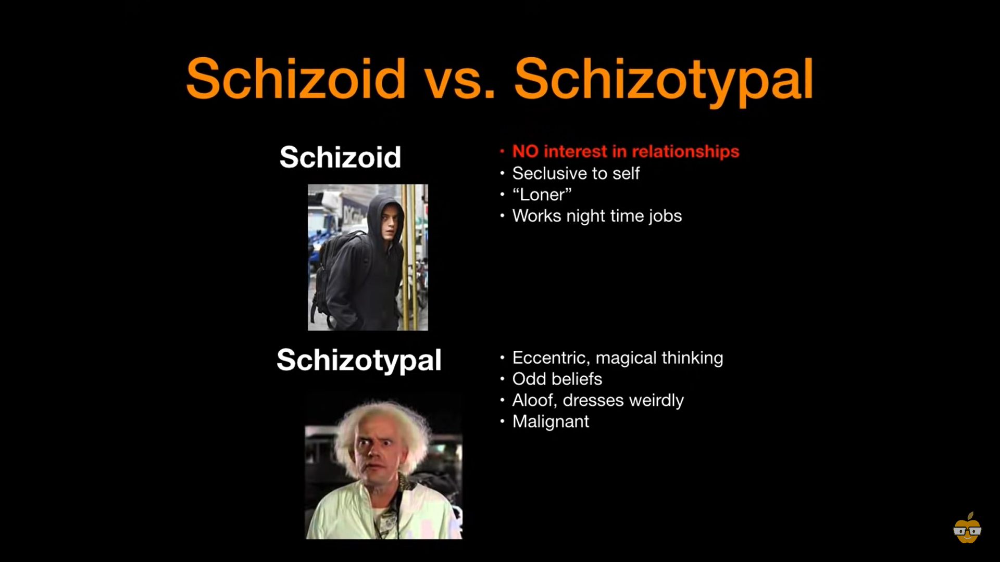 Schizoid vs. Schizotypal
Schizoid
• NO interest in relationships
• Seclusive to self
• “Loner”
• Works night time jobs
Schizotypal
• Eccentric, magical thinking
• Odd beliefs
• Aloof, dresses weirdly
• Malignant